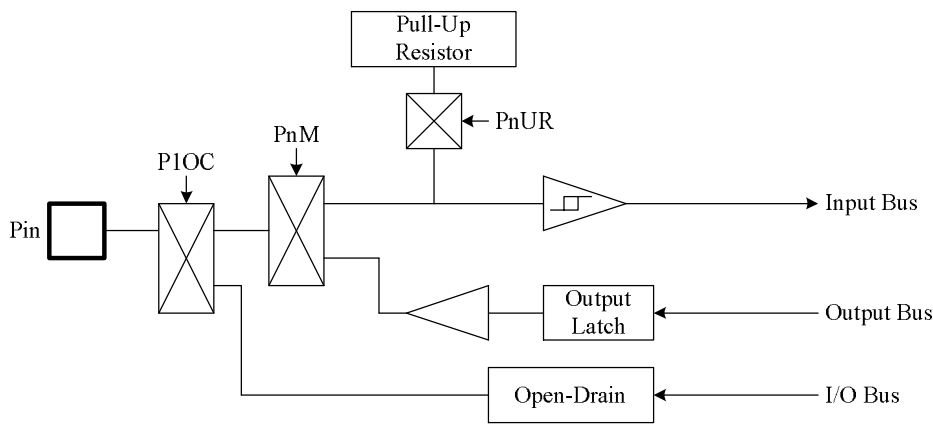 Pull-Up
Resistor
PnUR
PnM
P1OC
Pin
Input Bus
Output
Latch
Output Bus
Open-Drain
I/O Bus